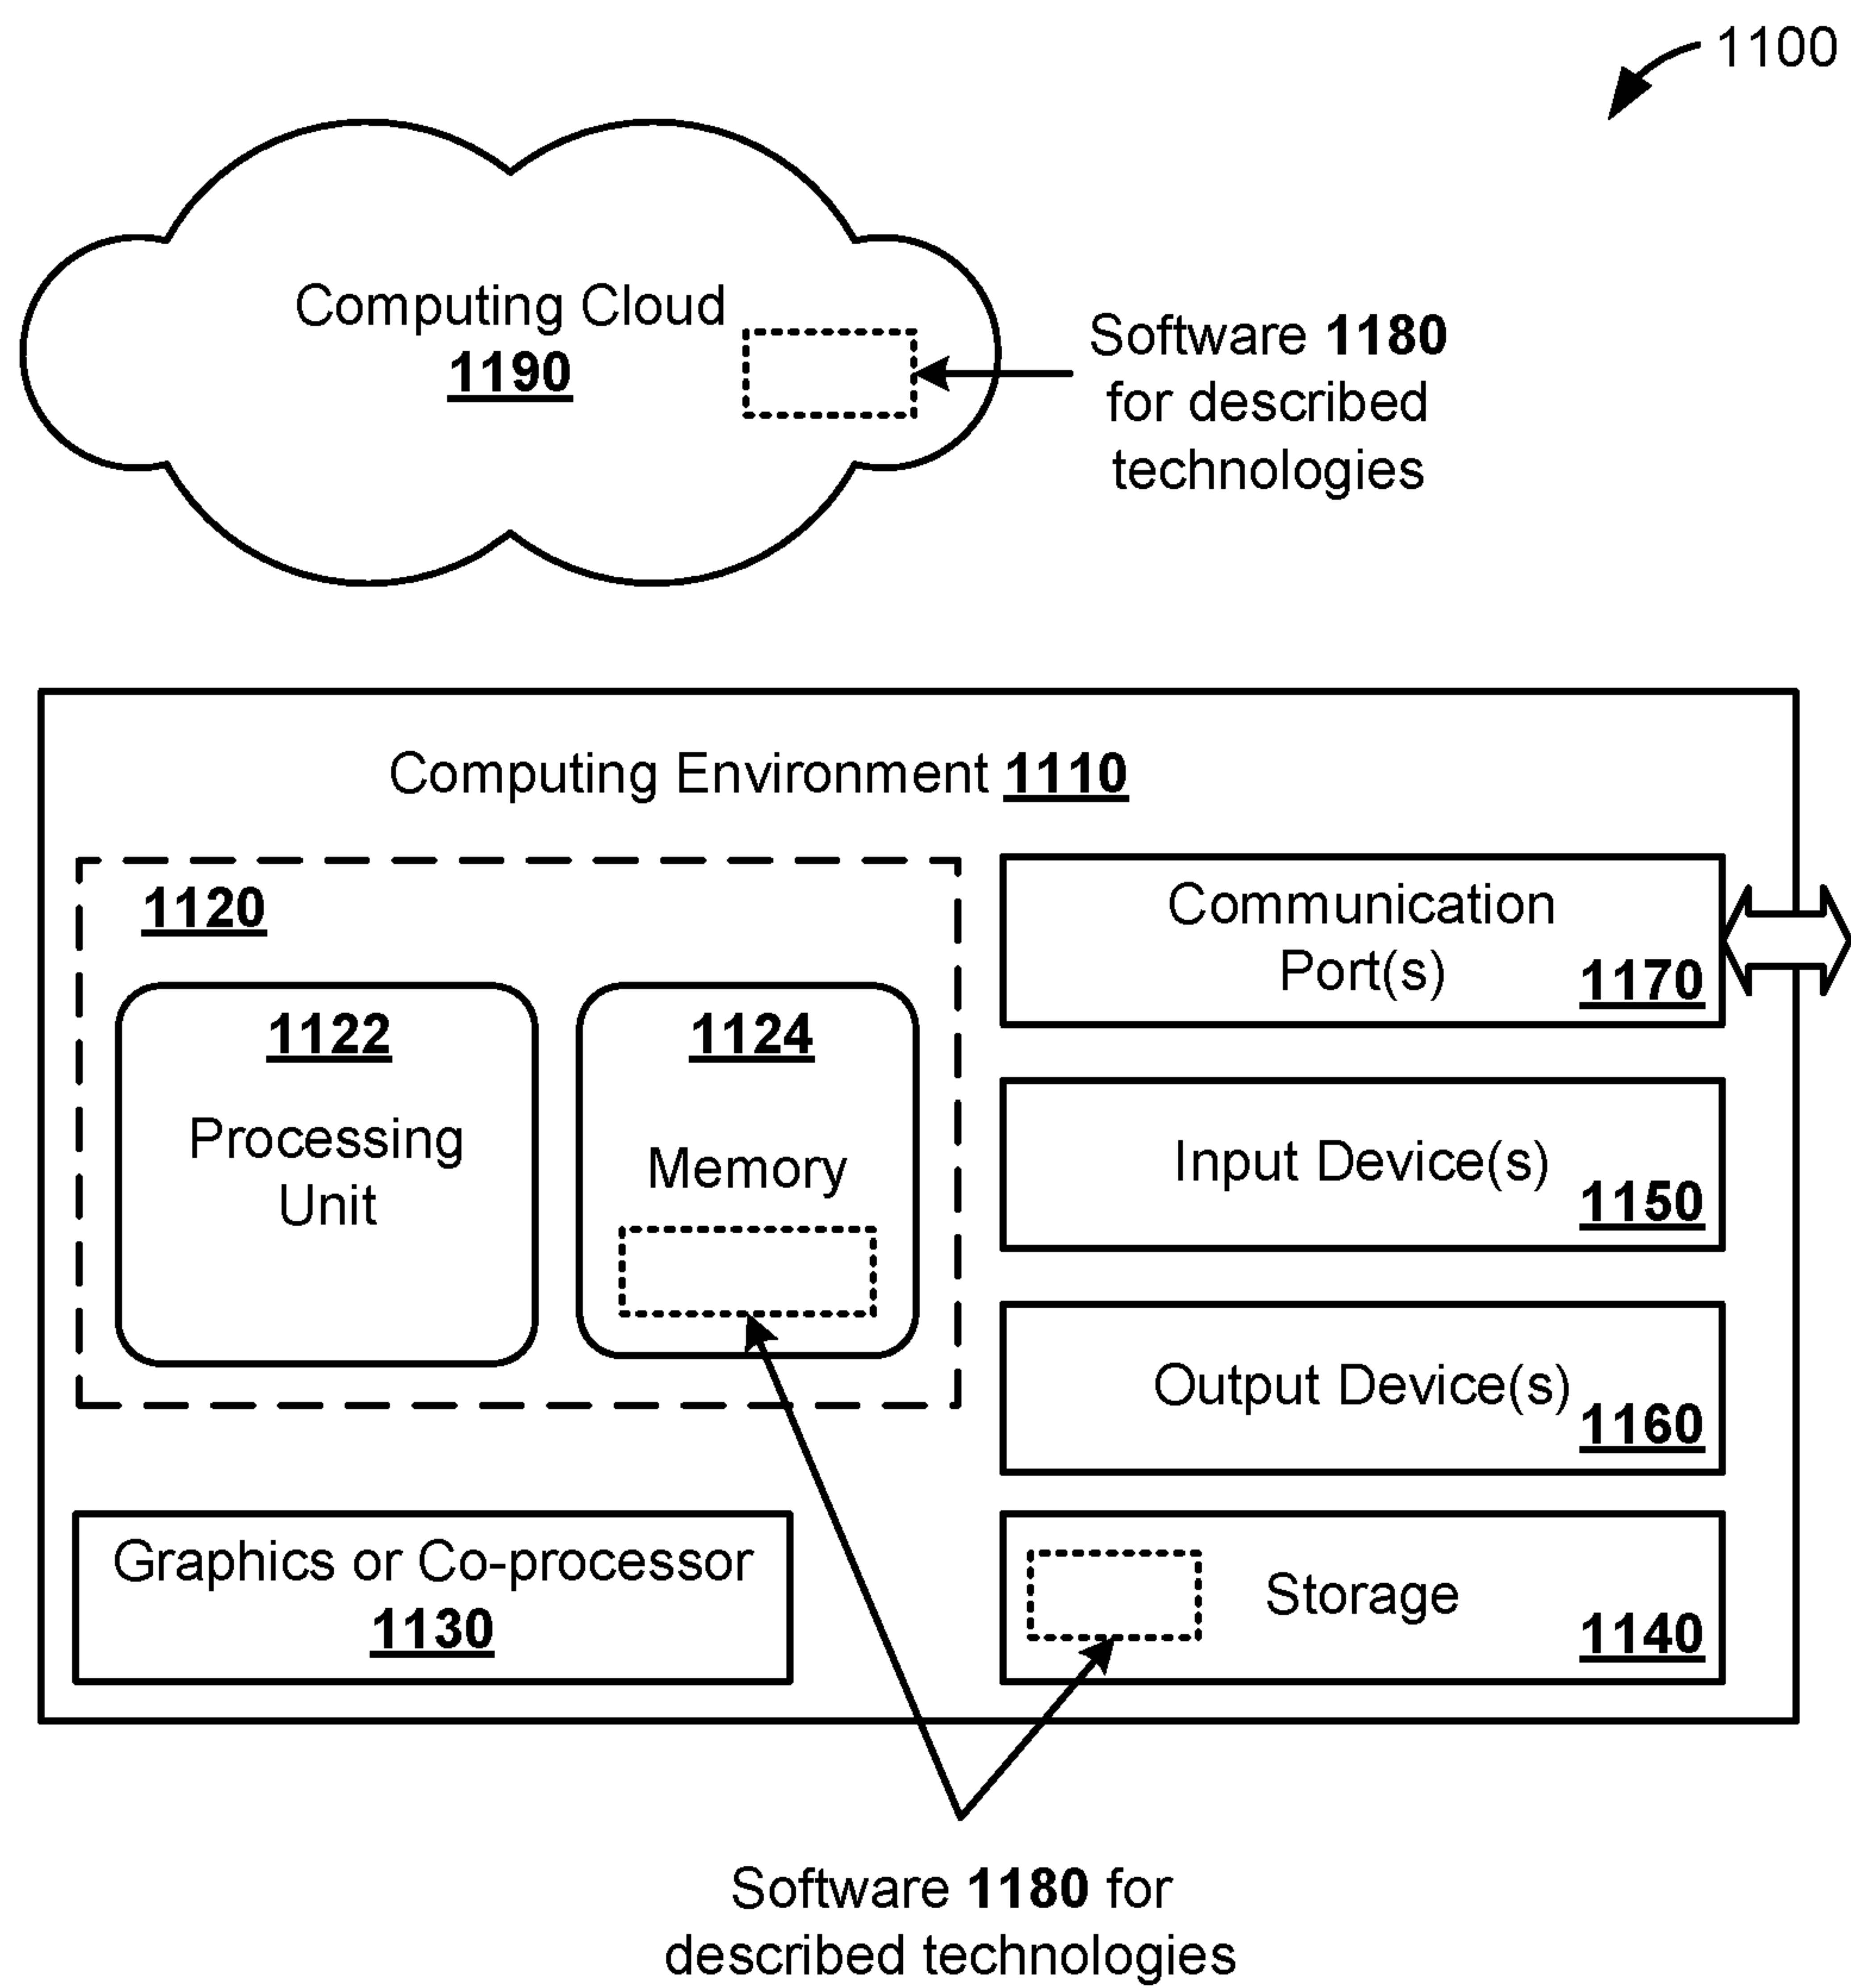 1100
Computing Cloud
1190
Software 1180
for described
technologies
Computing Environment 1110
1120
1122
Processing
Unit
1124
Memory
Communication
Port(s)
1170
Input Device(s)
1150
Output Device(s)
1160
Graphics or Co-processor
1130
Storage
1140
Software 1180 for
described technologies